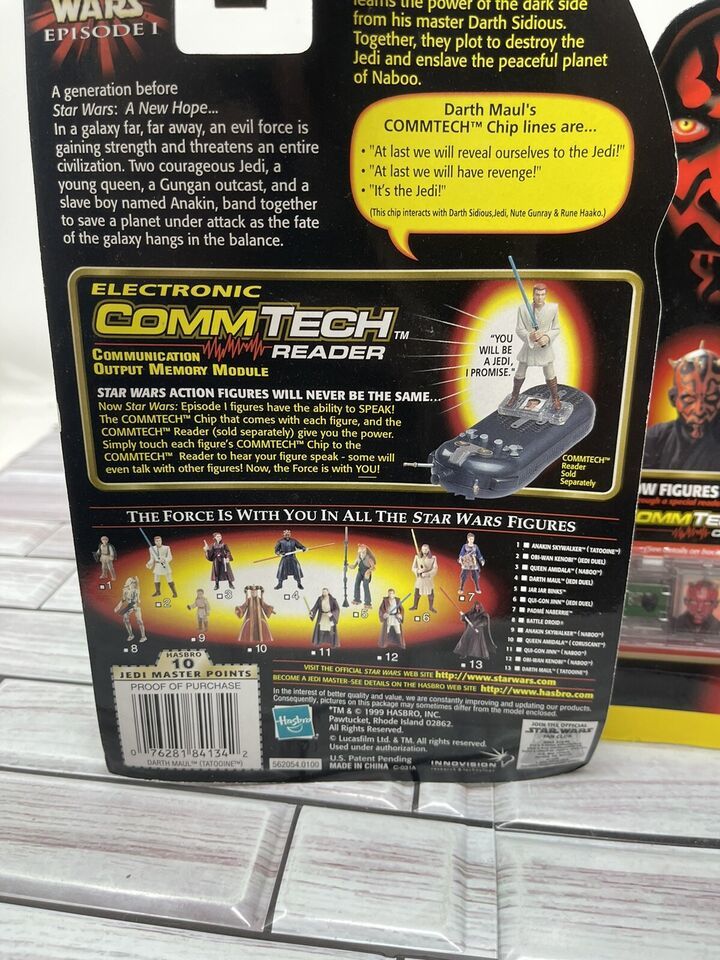 WARS
EPISODE I
learns the power of the dark side
from his master Darth Sidious.
Together, they plot to destroy the
Jedi and enslave the peaceful planet
of Naboo.
A generation before
Star Wars: A New Hope...
In a galaxy far, far away, an evil force is
gaining strength and threatens an entire
civilization. Two courageous Jedi, a
young queen, a Gungan outcast, and a
slave boy named Anakin, band together
to save a planet under attack as the fate
of the galaxy hangs in the balance.
Darth Maul's
COMMTECH™ Chip lines are...
• "At last we will reveal ourselves to the Jedi!"
• "At last we will have revenge!"
• "It's the Jedi!"
(This chip interacts with Darth Sidious,Jedi, Nute Gunray & Rune Haako.)
ELECTRONIC
COMMTECH™
READER
COMMUNICATION
OUTPUT MEMORY MODULE
STAR WARS ACTION FIGURES WILL NEVER BE THE SAME...
Now Star Wars: Episode I figures have the ability to SPEAK!
The COMMTECH™ Chip that comes with each figure, and the
COMMTECH™ Reader (sold separately) give you the power.
Simply touch each figure's COMMTECH™ Chip to the
COMMTECH™ Reader to hear your figure speak - some will
even talk with other figures! Now, the Force is with YOU!
"YOU
WILL BE
A JEDI,
I PROMISE."
COMMTECH™
Reader
Sold
Separately
THE FORCE IS WITH YOU IN ALL THE STAR WARS FIGURES
1 2 3 4 5 6 7
8 9 10 11 12 13
1 ANAKIN SKYWALKER™ (TATOOINE™)
2 OBI-WAN KENOBI™ (JEDI DUEL)
3 QUEEN AMIDALA™ (NABOO™)
4 DARTH MAUL™ (JEDI DUEL)
5 JAR JAR BINKS™
6 QUI-GON JINN™ (JEDI DUEL)
7 PADMÉ NABERRIE™
8 BATTLE DROID™
9 ANAKIN SKYWALKER™ (NABOO™)
10 QUEEN AMIDALA™ (CORUSCANT™)
11 QUI-GON JINN™ (NABOO™)
12 OBI-WAN KENOBI™ (NABOO™)
13 DARTH MAUL™ (TATOOINE™)
VISIT THE OFFICIAL STAR WARS WEB SITE http://www.starwars.com
BECOME A JEDI MASTER-SEE DETAILS ON THE HASBRO WEB SITE http://www.hasbro.com
HASBRO
10
JEDI MASTER POINTS
PROOF OF PURCHASE
0 76281 84134 2
DARTH MAUL™ (TATOOINE™)
In the interest of better quality and value, we are constantly improving and updating our products.
Consequently, pictures on this package may sometimes differ from the model enclosed.
Hasbro
*TM & © 1999 HASBRO, INC.
Pawtucket, Rhode Island 02862.
All Rights Reserved.
© Lucasfilm Ltd. & TM. All rights reserved.
Used under authorization.
U.S. Patent Pending
562054.0100
MADE IN CHINA C-031A
INNOVISION
research & technology
JOIN THE OFFICIAL
STAR WARS
FAN CLUB
W FIGURES
OMMTE